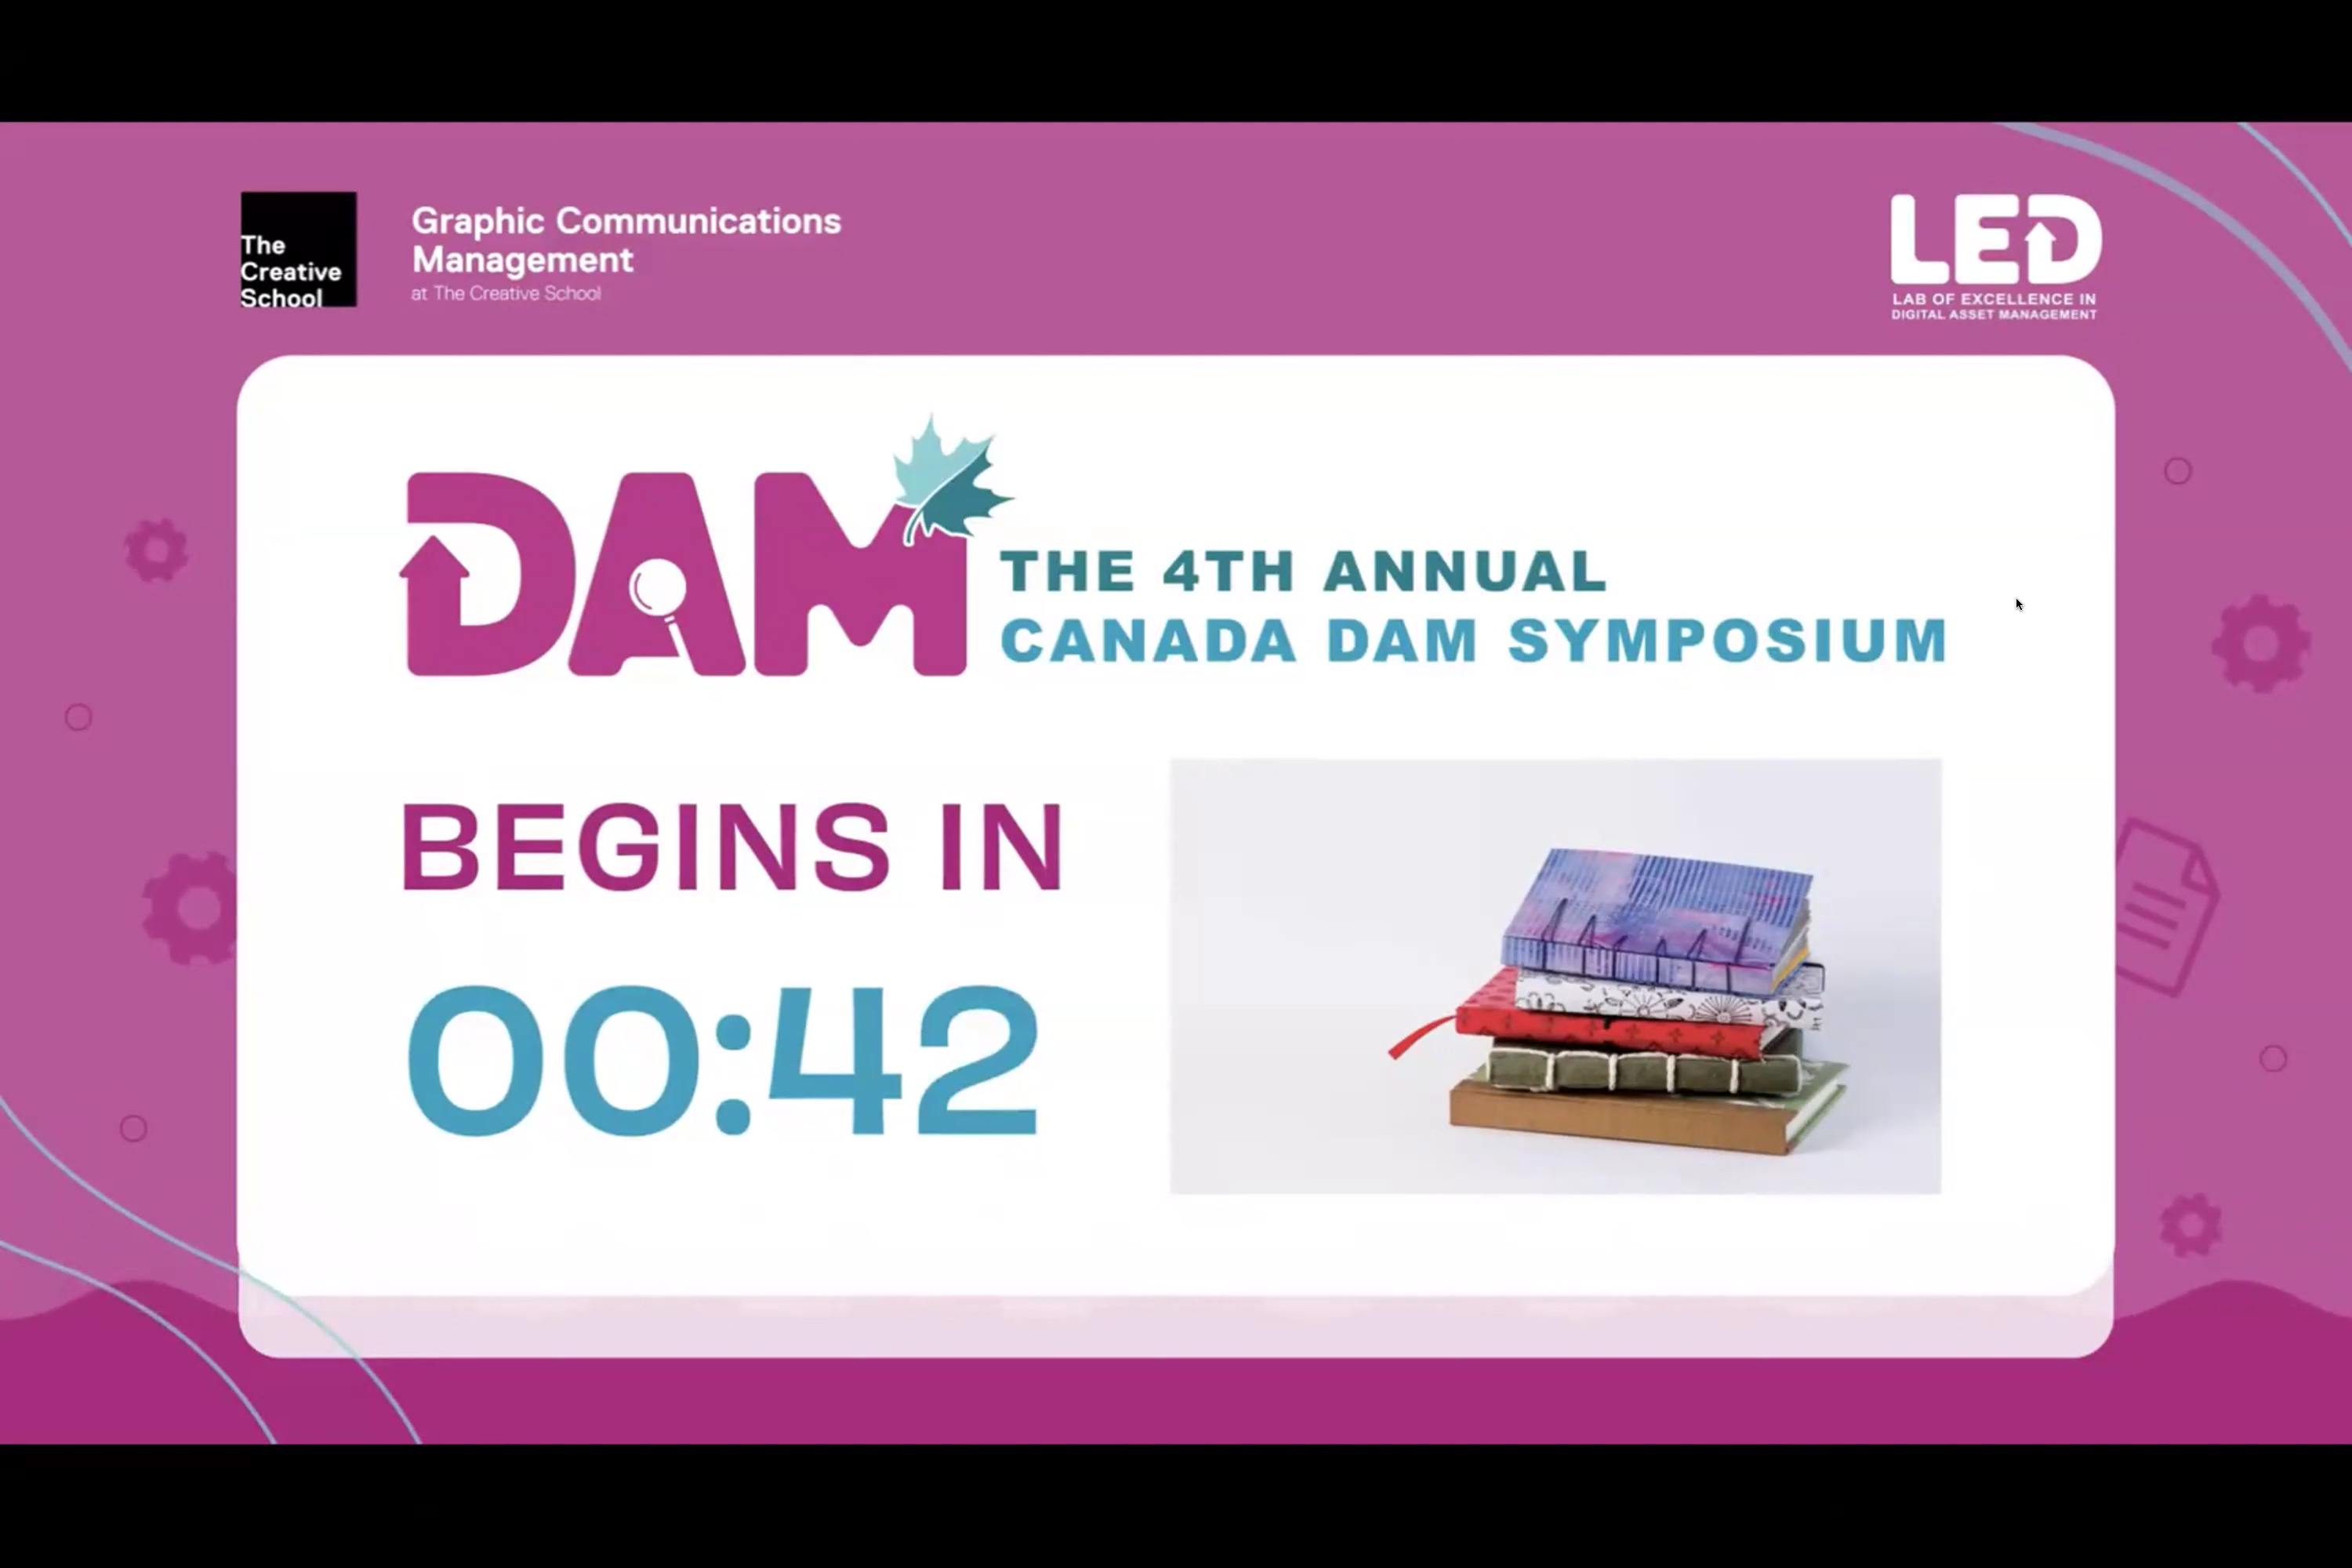 The
Creative
School
Graphic Communications
Management
at The Creative School
LED
LAB OF EXCELLENCE IN
DIGITAL ASSET MANAGEMENT
DAM
THE 4TH ANNUAL
CANADA DAM SYMPOSIUM
BEGINS IN
00:42